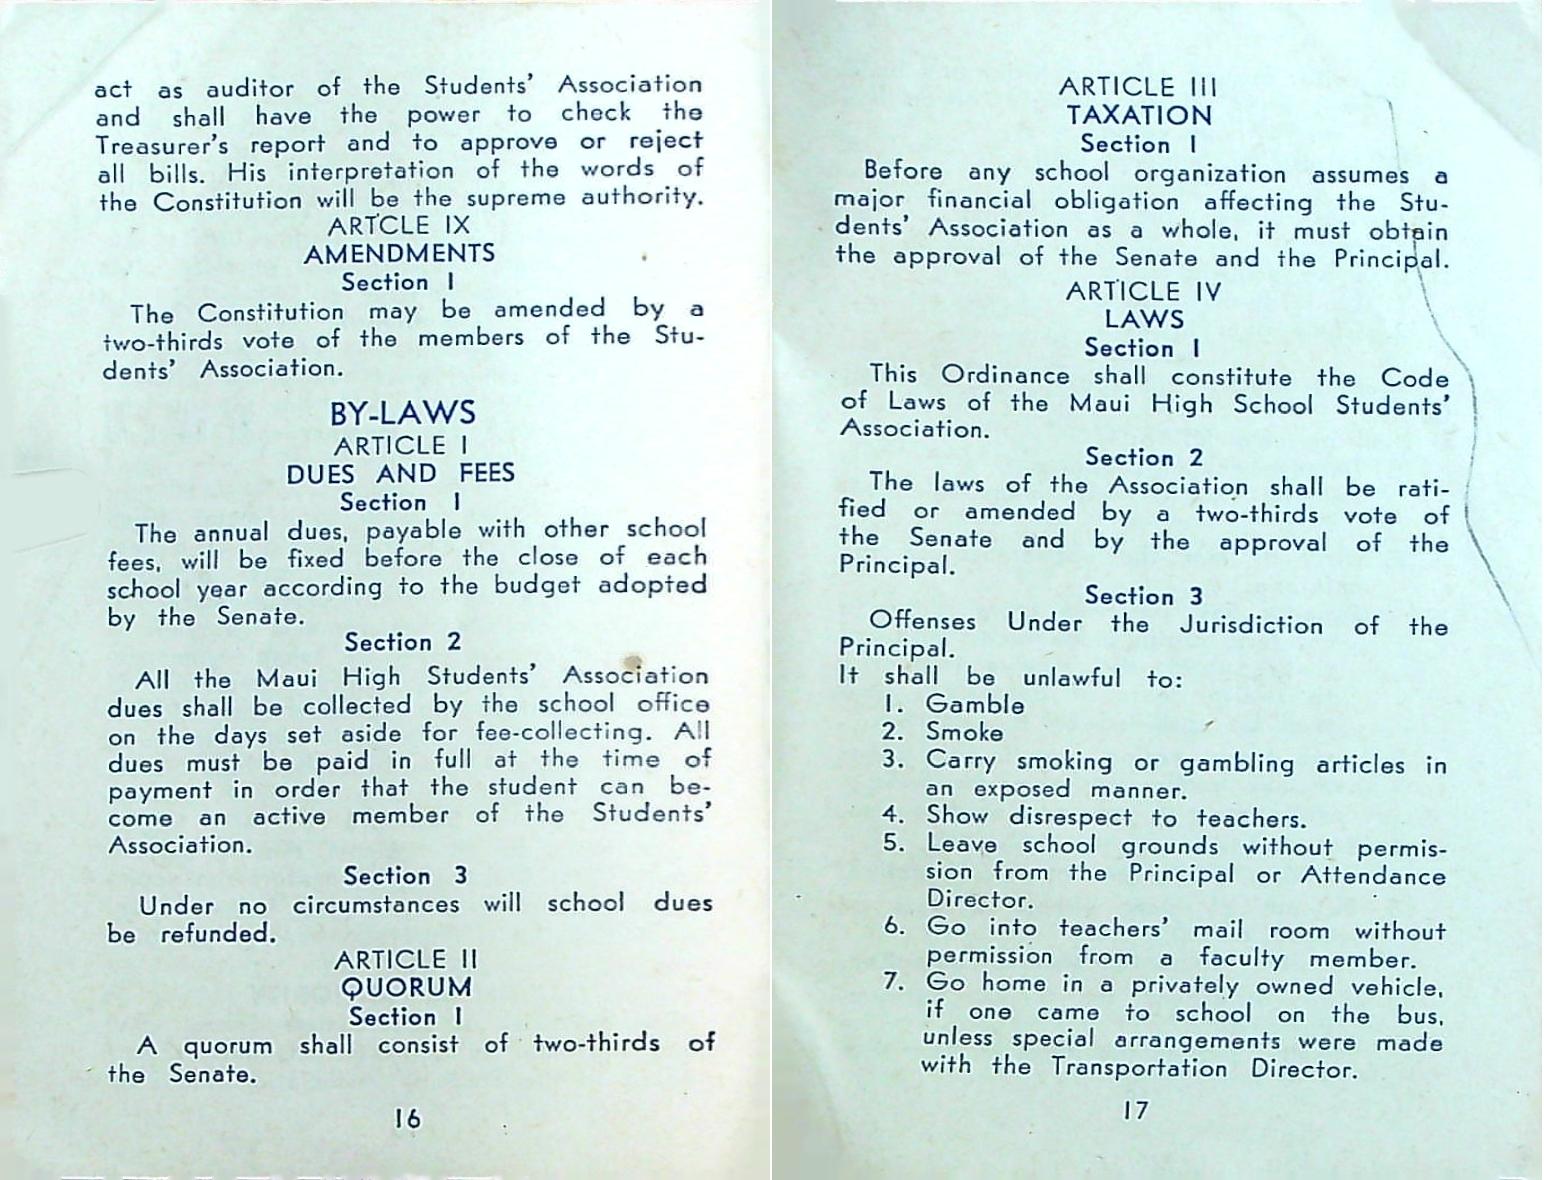 act as auditor of the Students' Association
and shall have the power to check the
Treasurer's report and to approve or reject
all bills. His interpretation of the words of
the Constitution will be the supreme authority.
ARTCLE IX
AMENDMENTS
Section I
The Constitution may be amended by a
two-thirds vote of the members of the Stu-
dents' Association.
BY-LAWS
ARTICLE I
DUES AND FEES
Section I
The annual dues, payable with other school
fees, will be fixed before the close of each
school year according to the budget adopted
by the Senate.
Section 2
All the Maui High Students' Association
dues shall be collected by the school office
on the days set aside for fee-collecting. All
dues must be paid in full at the time of
payment in order that the student can be-
come an active member of the Students'
Association.
Section 3
Under no circumstances will school dues
be refunded.
ARTICLE II
QUORUM
Section I
A quorum shall consist of two-thirds of
the Senate.
16
ARTICLE III
TAXATION
Section I
Before any school organization assumes a
major financial obligation affecting the Stu-
dents' Association as a whole, it must obtain
the approval of the Senate and the Principal.
ARTICLE IV
LAWS
Section I
This Ordinance shall constitute the Code
of Laws of the Maui High School Students'
Association.
Section 2
The laws of the Association shall be rati-
fied or amended by a two-thirds vote of
the Senate and by the approval of the
Principal.
Section 3
Offenses Under the Jurisdiction of the
Principal.
It shall be unlawful to:
1. Gamble
2. Smoke
3. Carry smoking or gambling articles in
an exposed manner.
4. Show disrespect to teachers.
5. Leave school grounds without permis-
sion from the Principal or Attendance
Director.
6. Go into teachers' mail room without
permission from a faculty member.
7. Go home in a privately owned vehicle,
if one came to school on the bus,
unless special arrangements were made
with the Transportation Director.
17